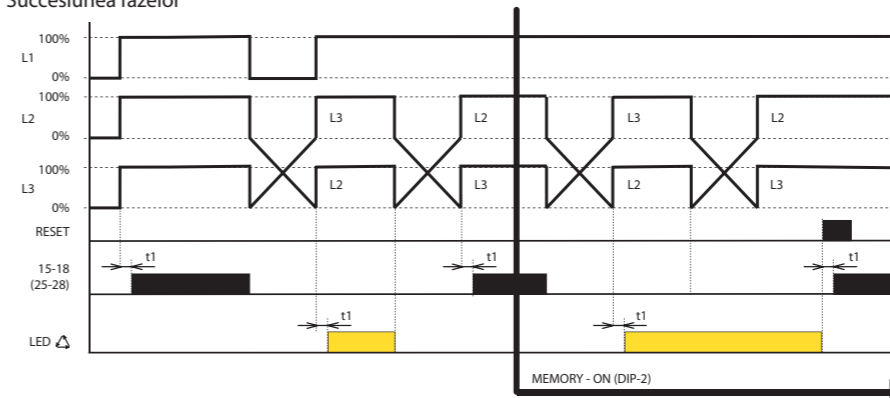 Succesiunea fazelor
100%
L1
0%
100%
L2
L3 L2 L3 L2
0%
100%
L3
L2 L3 L2 L3
0%
RESET
15-18
(25-28)
t1 t1 t1
t1 t1
LED
MEMORY - ON (DIP-2)